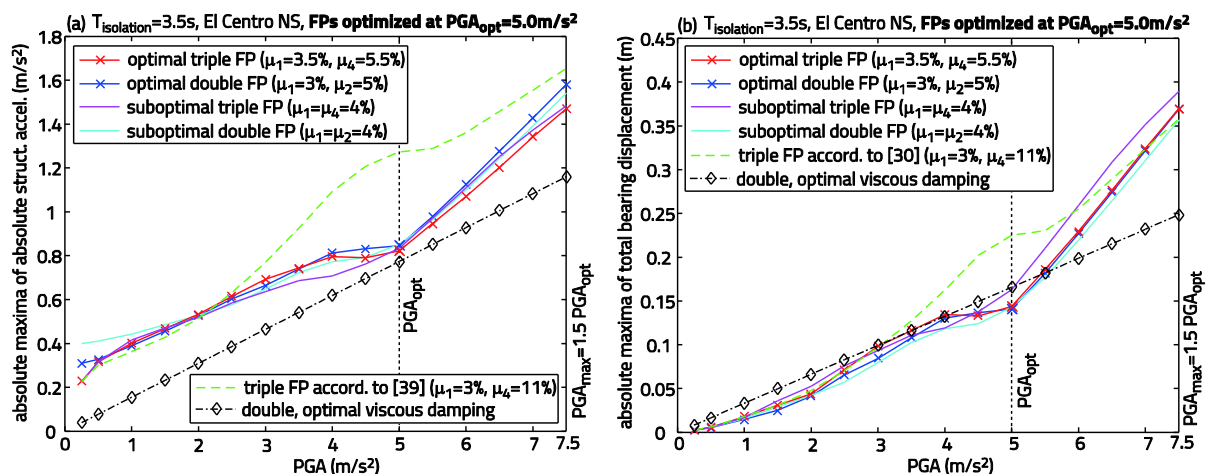 (a) T_isolation=3.5s, El Centro NS, FPs optimized at PGA_opt=5.0m/s²
absolute maxima of absolute struct. accel. (m/s²)
1.8
1.6
1.4
1.2
1
0.8
0.6
0.4
0.2
0
optimal triple FP (μ₁=3.5%, μ₄=5.5%)
optimal double FP (μ₁=3%, μ₂=5%)
suboptimal triple FP (μ₁=μ₄=4%)
suboptimal double FP (μ₁=μ₂=4%)
triple FP accord. to [39] (μ₁=3%, μ₄=11%)
double, optimal viscous damping
PGA_opt
PGA_max=1.5 PGA_opt
0 1 2 3 4 5 6 7 7.5
PGA (m/s²)
(b) T_isolation=3.5s, El Centro NS, FPs optimized at PGA_opt=5.0m/s²
absolute maxima of total bearing displacement (m)
0.45
0.4
0.35
0.3
0.25
0.2
0.15
0.1
0.05
0
optimal triple FP (μ₁=3.5%, μ₄=5.5%)
optimal double FP (μ₁=3%, μ₂=5%)
suboptimal triple FP (μ₁=μ₄=4%)
suboptimal double FP (μ₁=μ₂=4%)
triple FP accord. to [30] (μ₁=3%, μ₄=11%)
double, optimal viscous damping
PGA_opt
PGA_max=1.5 PGA_opt
0 1 2 3 4 5 6 7 7.5
PGA (m/s²)